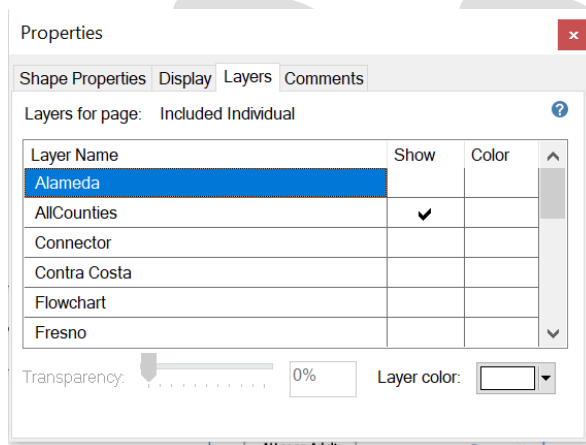 Properties
x
Shape Properties Display Layers Comments
Layers for page: Included Individual ?
Layer Name Show Color
Alameda
AllCounties ✔
Connector
Contra Costa
Flowchart
Fresno
Transparency: 0% Layer color: